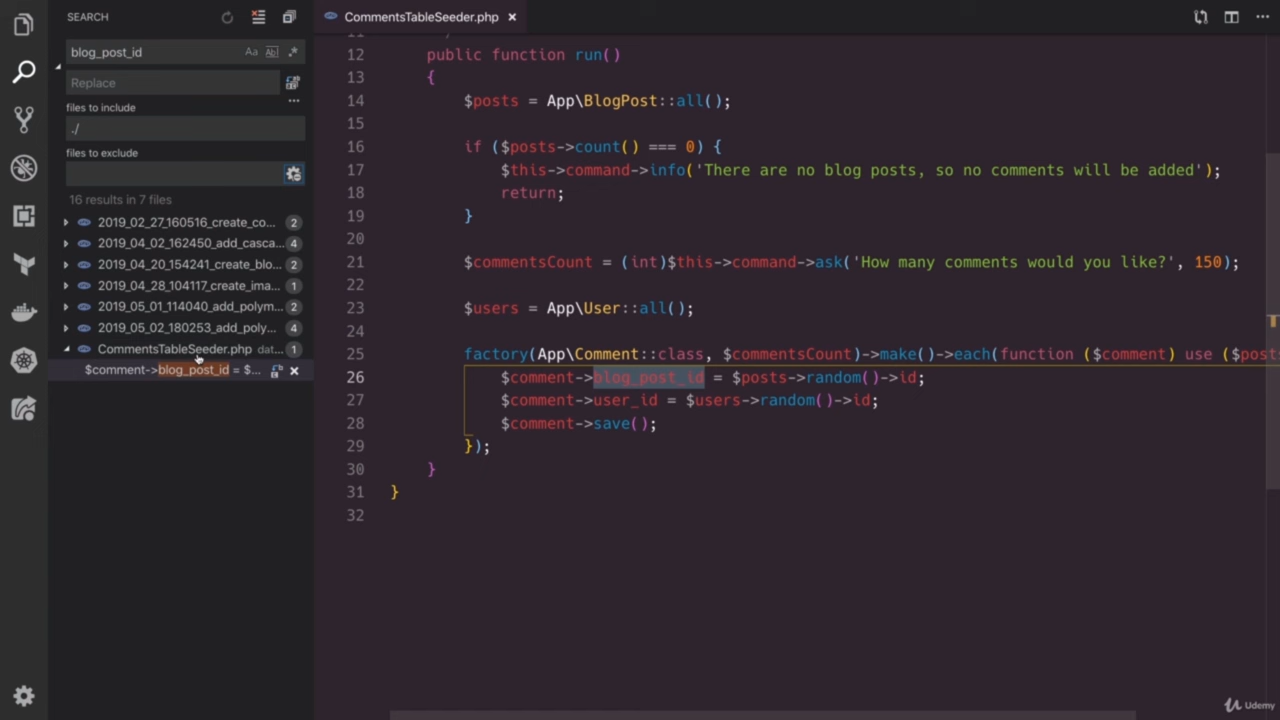 SEARCH
blog_post_id
Aa Abl .*
Replace
files to include
./
files to exclude
16 results in 7 files
2019_02_27_160516_create_co... 2
2019_04_02_162450_add_casca... 4
2019_04_20_154241_create_blo... 2
2019_04_28_104117_create_ima... 1
2019_05_01_114040_add_polym... 2
2019_05_02_180253_add_poly... 4
CommentsTableSeeder.php dat... 1
$comment->blog_post_id = $...
CommentsTableSeeder.php
11
12 public function run()
13 {
14 $posts = App\BlogPost::all();
15
16 if ($posts->count() === 0) {
17 $this->command->info('There are no blog posts, so no comments will be added');
18 return;
19 }
20
21 $commentsCount = (int)$this->command->ask('How many comments would you like?', 150);
22
23 $users = App\User::all();
24
25 factory(App\Comment::class, $commentsCount)->make()->each(function ($comment) use ($post
26 $comment->blog_post_id = $posts->random()->id;
27 $comment->user_id = $users->random()->id;
28 $comment->save();
29 });
30 }
31 }
32
Udemy